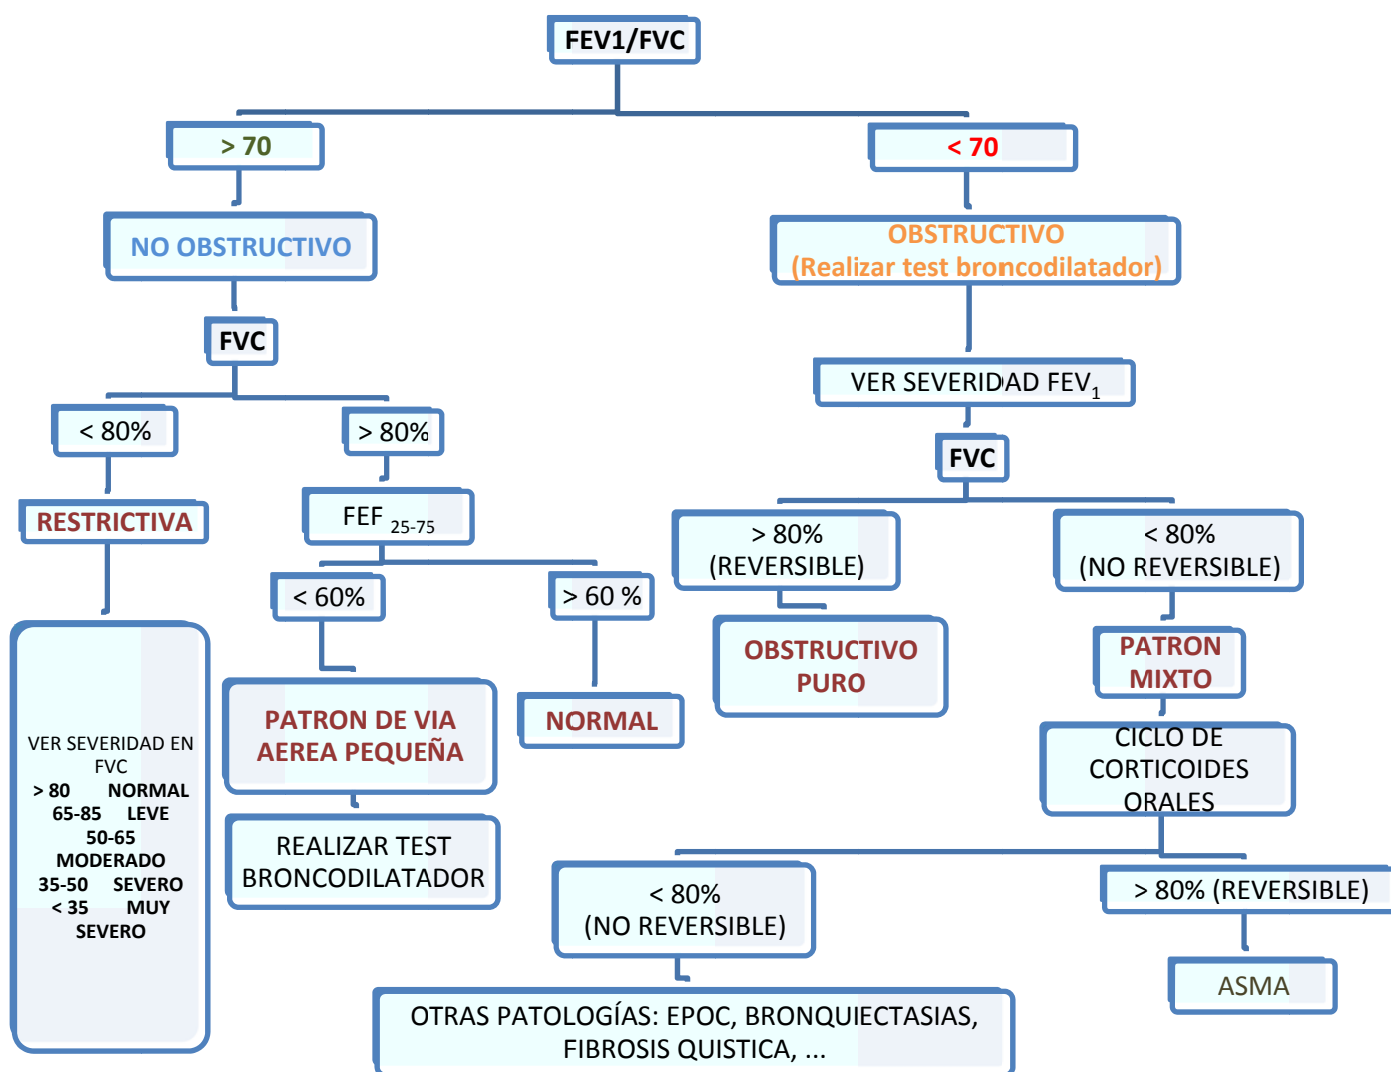 FEV1/FVC
> 70
< 70
NO OBSTRUCTIVO
OBSTRUCTIVO
(Realizar test broncodilatador)
FVC
VER SEVERIDAD FEV1
< 80%
> 80%
FVC
RESTRICTIVA
FEF 25-75
> 80%
(REVERSIBLE)
< 80%
(NO REVERSIBLE)
< 60%
> 60 %
OBSTRUCTIVO
PURO
PATRON
MIXTO
VER SEVERIDAD EN
FVC
> 80 NORMAL
65-85 LEVE
50-65
MODERADO
35-50 SEVERO
< 35 MUY
SEVERO
PATRON DE VIA
AEREA PEQUEÑA
NORMAL
CICLO DE
CORTICOIDES
ORALES
REALIZAR TEST
BRONCODILATADOR
< 80%
(NO REVERSIBLE)
> 80% (REVERSIBLE)
ASMA
OTRAS PATOLOGÍAS: EPOC, BRONQUIECTASIAS,
FIBROSIS QUISTICA, ...